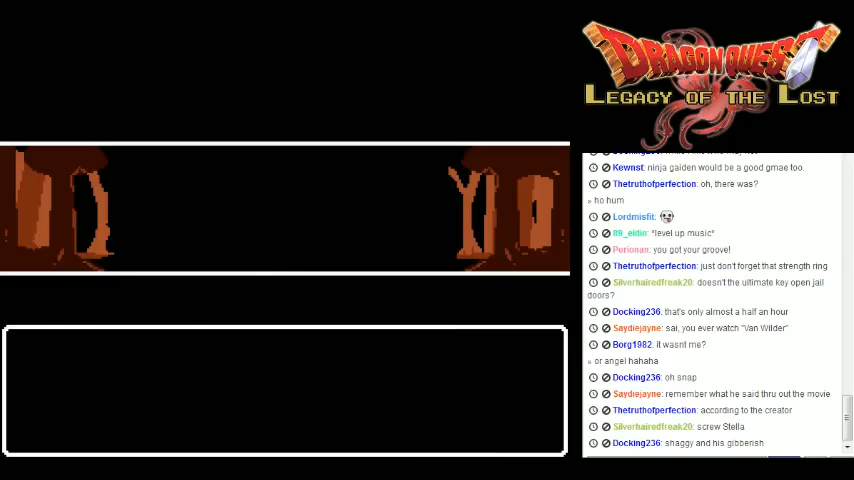 DRAGON QUEST
LEGACY OF THE LOST
Kewnst: ninja gaiden would be a good gmae too.
Thetruthofperfection: oh, there was?
» ho hum
Lordmisfit:
09_eidin: *level up music*
Perionan: you got your groove!
Thetruthofperfection: just don't forget that strength ring
Silverhairedfreak20: doesn't the ultimate key open jail
doors?
Docking236: that's only almost a half an hour
Saydiejayne: sai, you ever watch "Van Wilder"
Borg1982: it wasnt me?
» or angel hahaha
Docking236: oh snap
Saydiejayne: remember what he said thru out the movie
Thetruthofperfection: according to the creator
Silverhairedfreak20: screw Stella
Docking236: shaggy and his gibberish